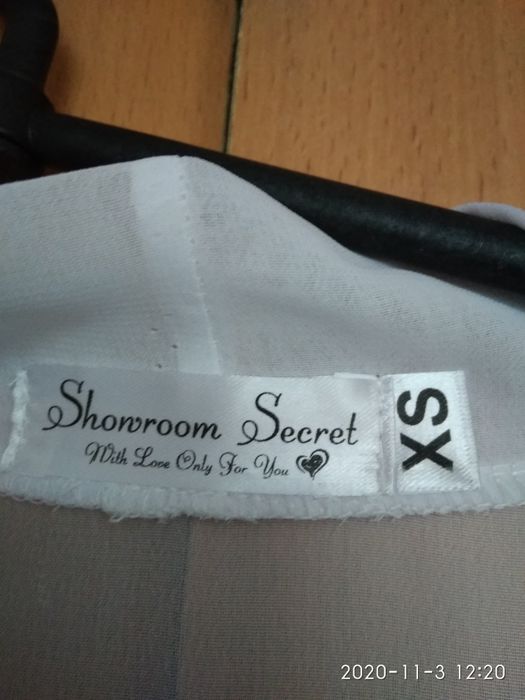 Showroom Secret
With Love Only For You
XS
2020-11-3 12:20